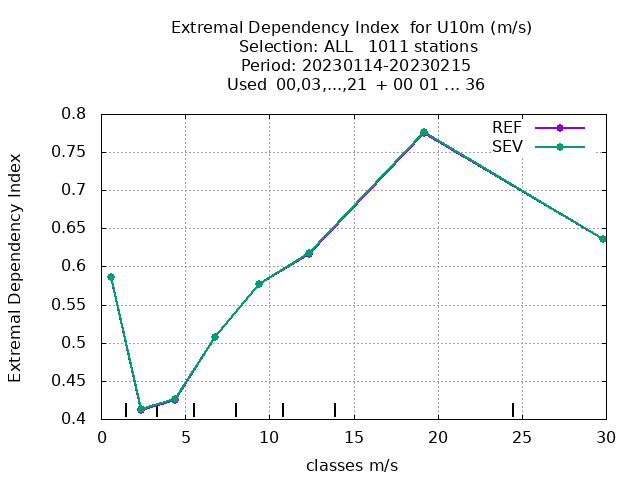 Extremal Dependency Index  for U10m (m/s)
Selection: ALL   1011 stations
Period: 20230114-20230215
Used  00,03,...,21  + 00 01 ... 36
REF
SEV
0.8
0.75
0.7
0.65
0.6
0.55
0.5
0.45
0.4
Extremal Dependency Index
0 5 10 15 20 25 30
classes m/s